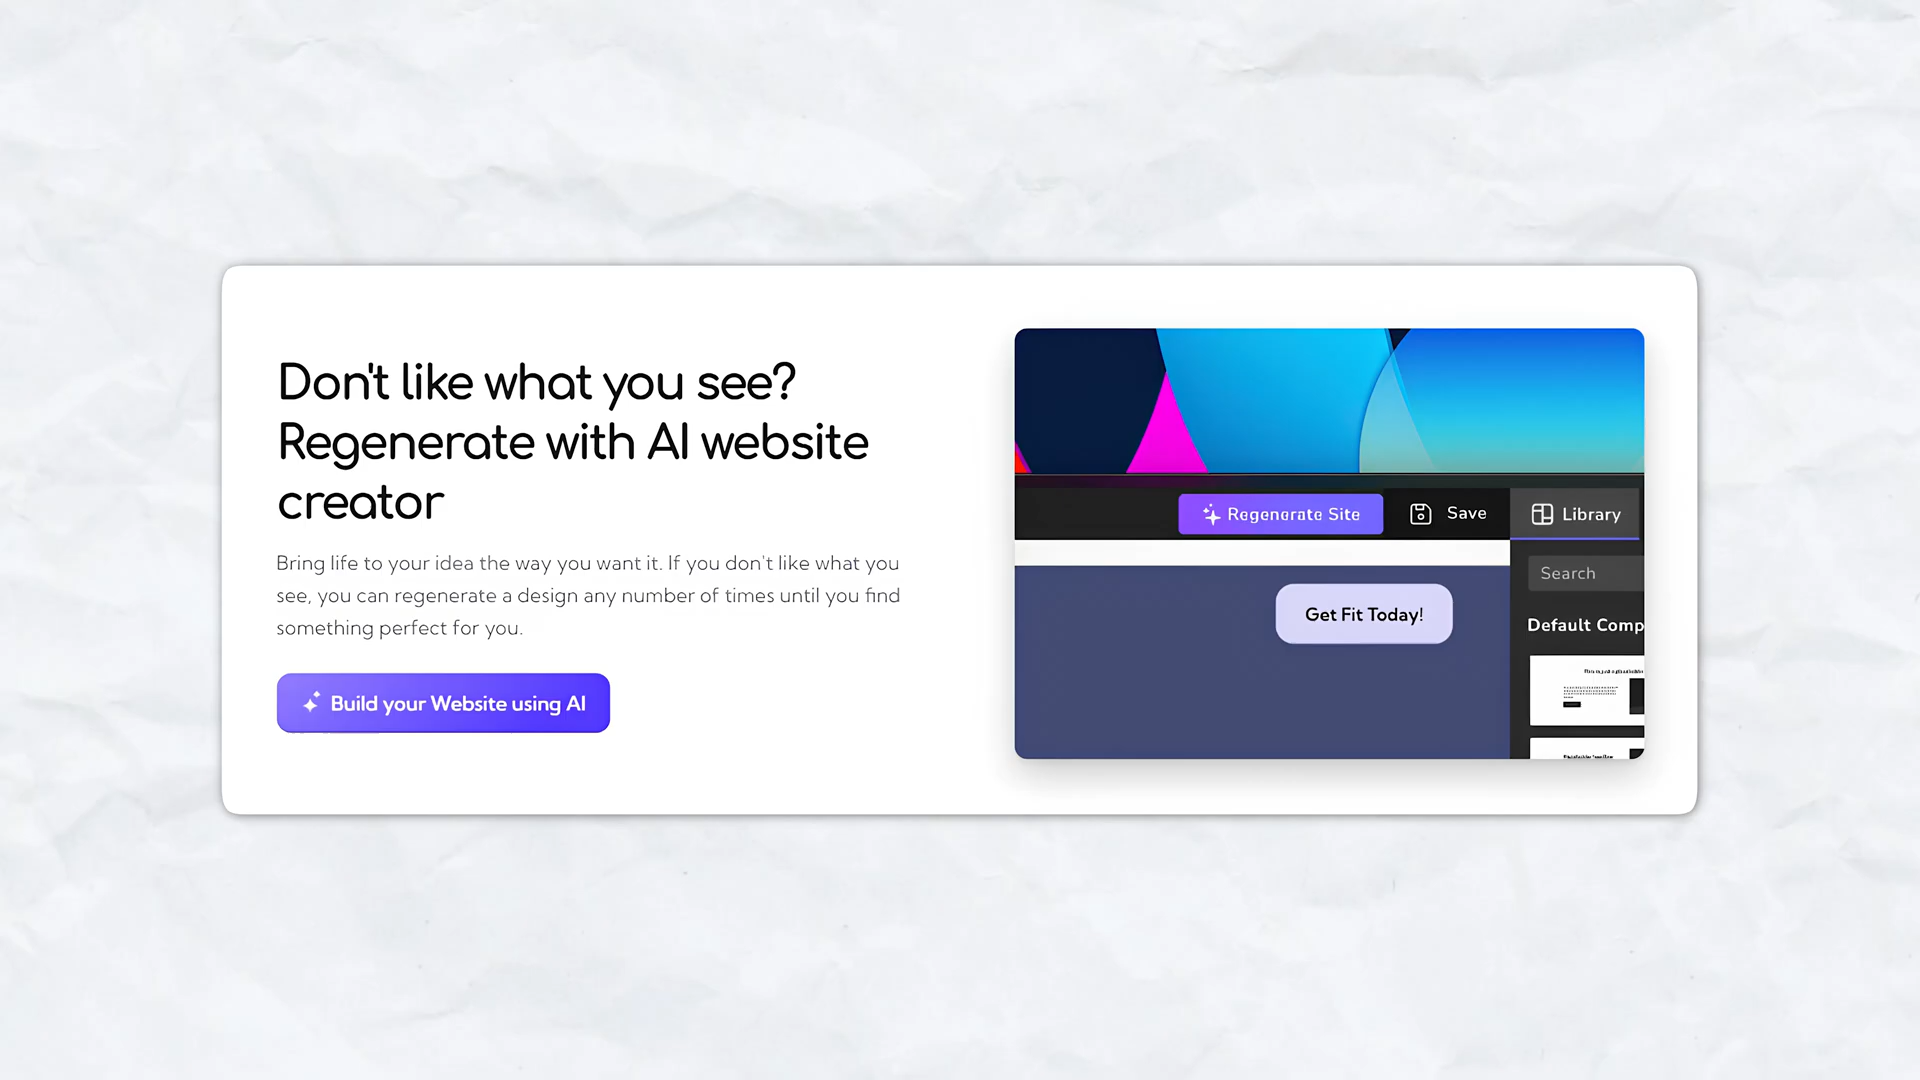 Don't like what you see?
Regenerate with AI website
creator
Bring life to your idea the way you want it. If you don't like what you
see, you can regenerate a design any number of times until you find
something perfect for you.
Build your Website using AI
Regenerate Site
Save
Library
Search
Get Fit Today!
Default Comp